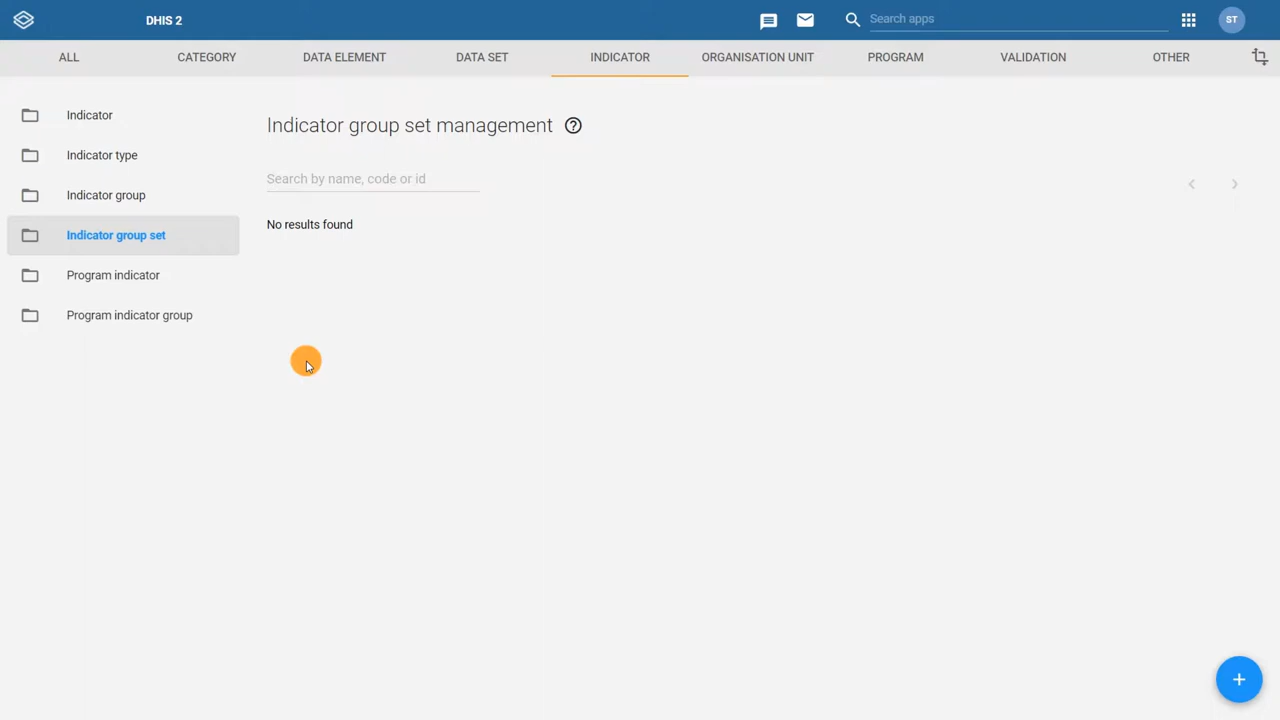 DHIS 2
Search apps
ST
ALL
CATEGORY
DATA ELEMENT
DATA SET
INDICATOR
ORGANISATION UNIT
PROGRAM
VALIDATION
OTHER
Indicator
Indicator type
Indicator group
Indicator group set
Program indicator
Program indicator group
Indicator group set management
Search by name, code or id
No results found